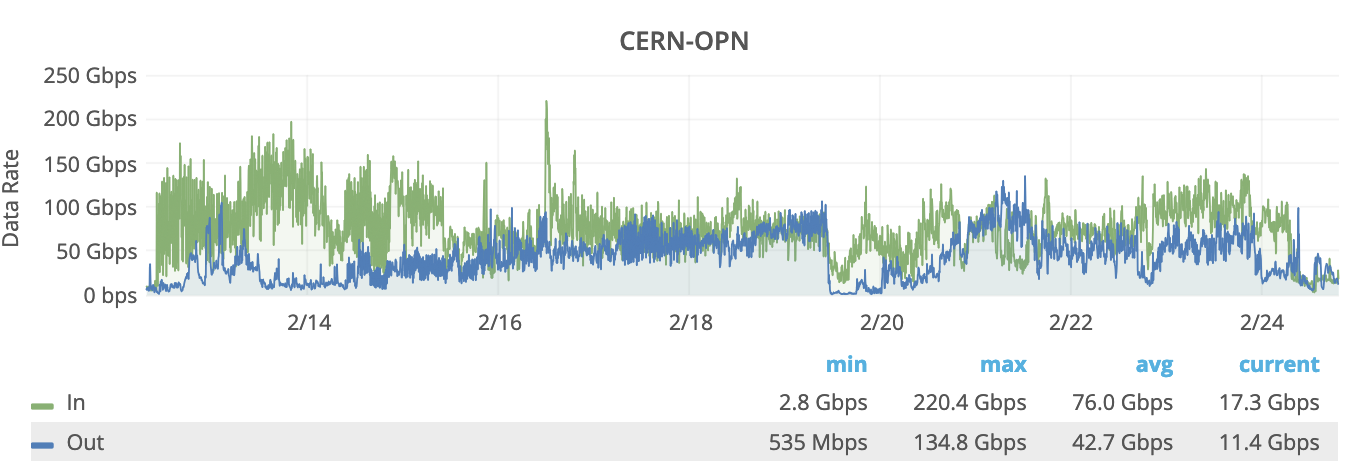 CERN-OPN
Data Rate
250 Gbps
200 Gbps
150 Gbps
100 Gbps
50 Gbps
0 bps
2/14 2/16 2/18 2/20 2/22 2/24
min max avg current
In 2.8 Gbps 220.4 Gbps 76.0 Gbps 17.3 Gbps
Out 535 Mbps 134.8 Gbps 42.7 Gbps 11.4 Gbps